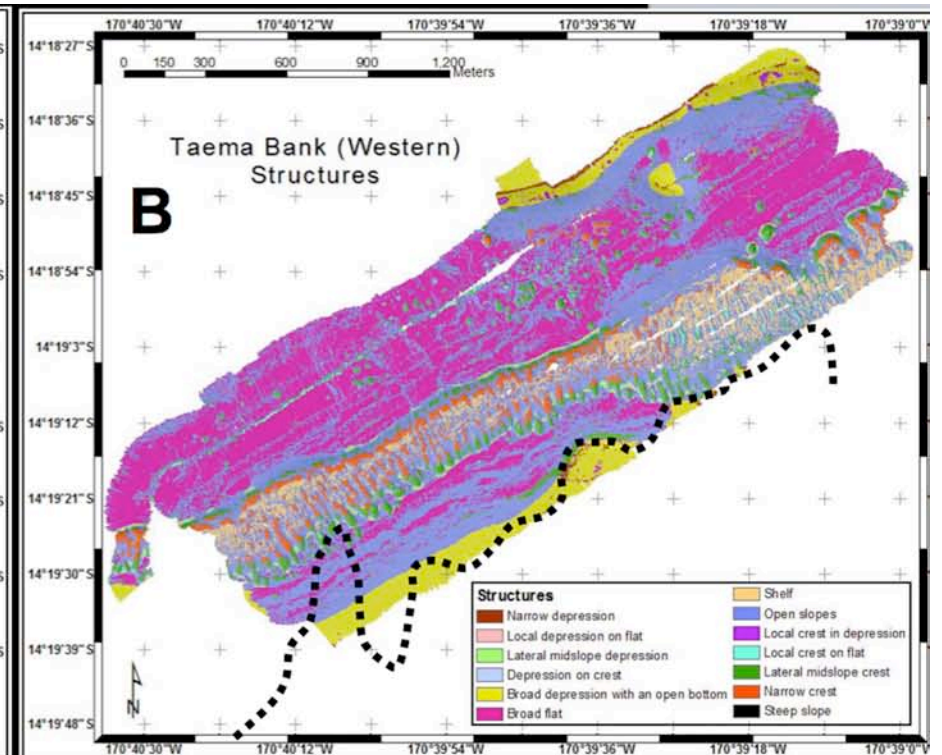 170°40'30"W 170°40'12"W 170°39'54"W 170°39'36"W 170°39'18"W 170°39'0"W
14°18'27"S
0 150 300 600 900 1,200
Meters
14°18'36"S
Taema Bank (Western)
Structures
14°18'45"S
B
14°18'54"S
14°19'3"S
14°19'12"S
14°19'21"S
14°19'30"S
14°19'39"S
14°19'48"S
N
Structures
Narrow depression
Local depression on flat
Lateral midslope depression
Depression on crest
Broad depression with an open bottom
Broad flat
Shelf
Open slopes
Local crest in depression
Local crest on flat
Lateral midslope crest
Narrow crest
Steep slope
170°40'30"W 170°40'12"W 170°39'54"W 170°39'36"W 170°39'18"W 170°39'0"W